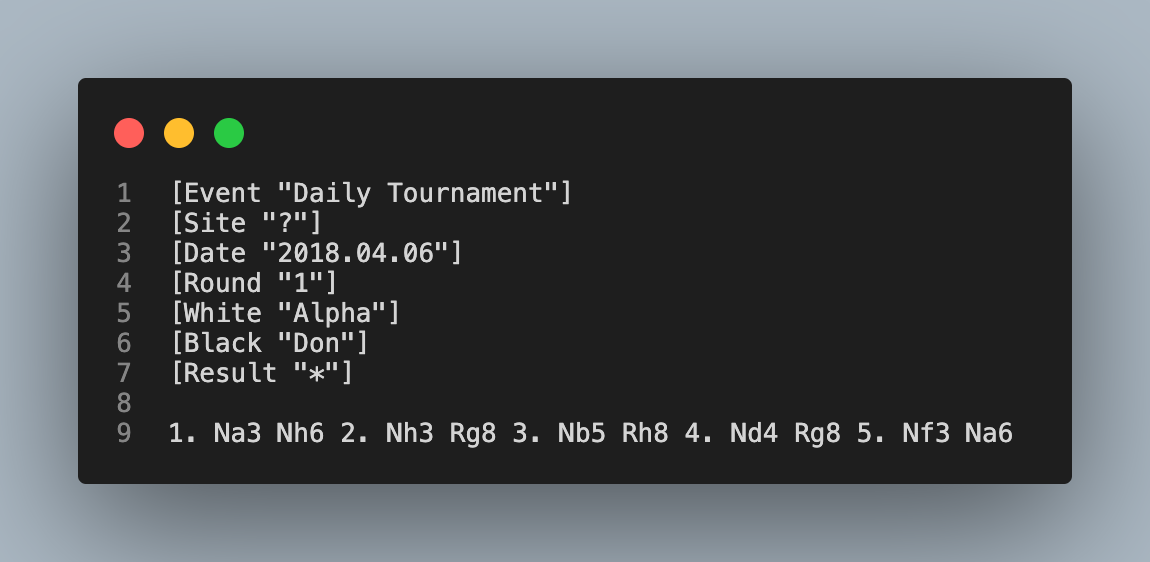 1 [Event "Daily Tournament"]
2 [Site "?"]
3 [Date "2018.04.06"]
4 [Round "1"]
5 [White "Alpha"]
6 [Black "Don"]
7 [Result "*"]
8
9 1. Na3 Nh6 2. Nh3 Rg8 3. Nb5 Rh8 4. Nd4 Rg8 5. Nf3 Na6